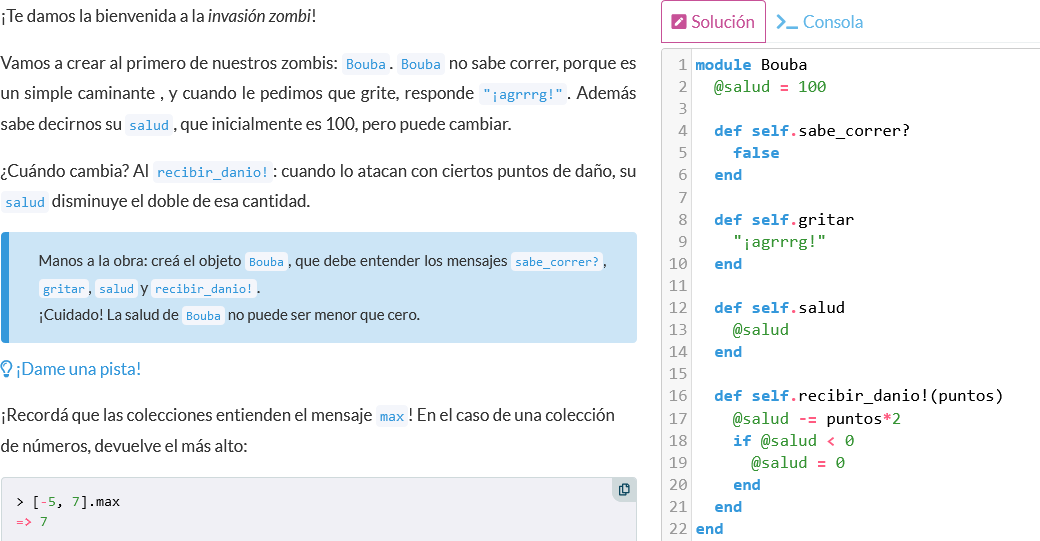 ¡Te damos la bienvenida a la invasión zombi!
Vamos a crear al primero de nuestros zombis: Bouba. Bouba no sabe correr, porque es
un simple caminante , y cuando le pedimos que grite, responde "¡agrrrg!". Además
sabe decirnos su salud, que inicialmente es 100, pero puede cambiar.
¿Cuándo cambia? Al recibir_danio!: cuando lo atacan con ciertos puntos de daño, su
salud disminuye el doble de esa cantidad.
Manos a la obra: creá el objeto Bouba, que debe entender los mensajes sabe_correr?,
gritar, salud y recibir_danio!.
¡Cuidado! La salud de Bouba no puede ser menor que cero.
¡Dame una pista!
¡Recordá que las colecciones entienden el mensaje max! En el caso de una colección
de números, devuelve el más alto:
> [-5, 7].max
=> 7
Solución
Consola
1 module Bouba
2   @salud = 100
3
4   def self.sabe_correr?
5     false
6   end
7
8   def self.gritar
9     "¡agrrrg!"
10   end
11
12   def self.salud
13     @salud
14   end
15
16   def self.recibir_danio!(puntos)
17     @salud -= puntos*2
18     if @salud < 0
19       @salud = 0
20     end
21   end
22 end